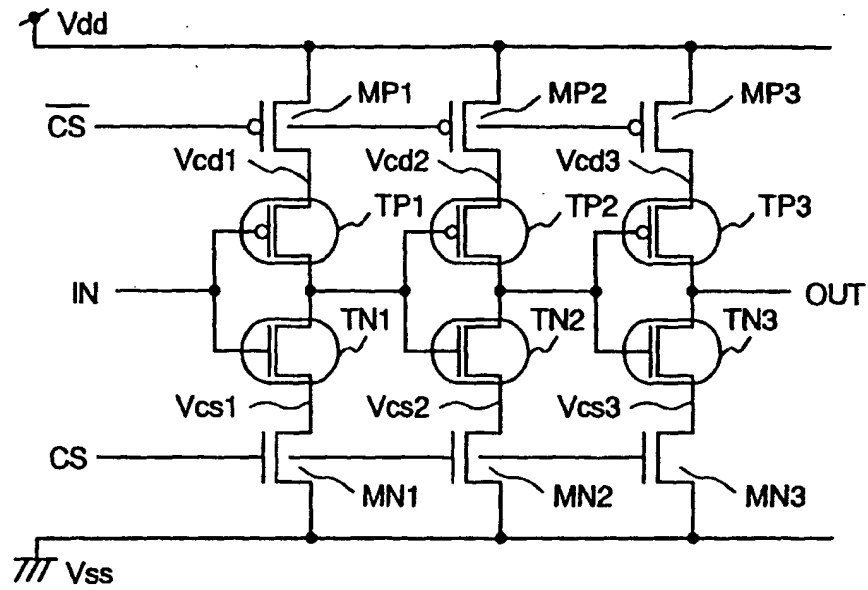 Vdd
MP1 MP2 MP3
C̅S̅
Vcd1 Vcd2 Vcd3
TP1 TP2 TP3
IN OUT
TN1 TN2 TN3
Vcs1 Vcs2 Vcs3
CS
MN1 MN2 MN3
Vss